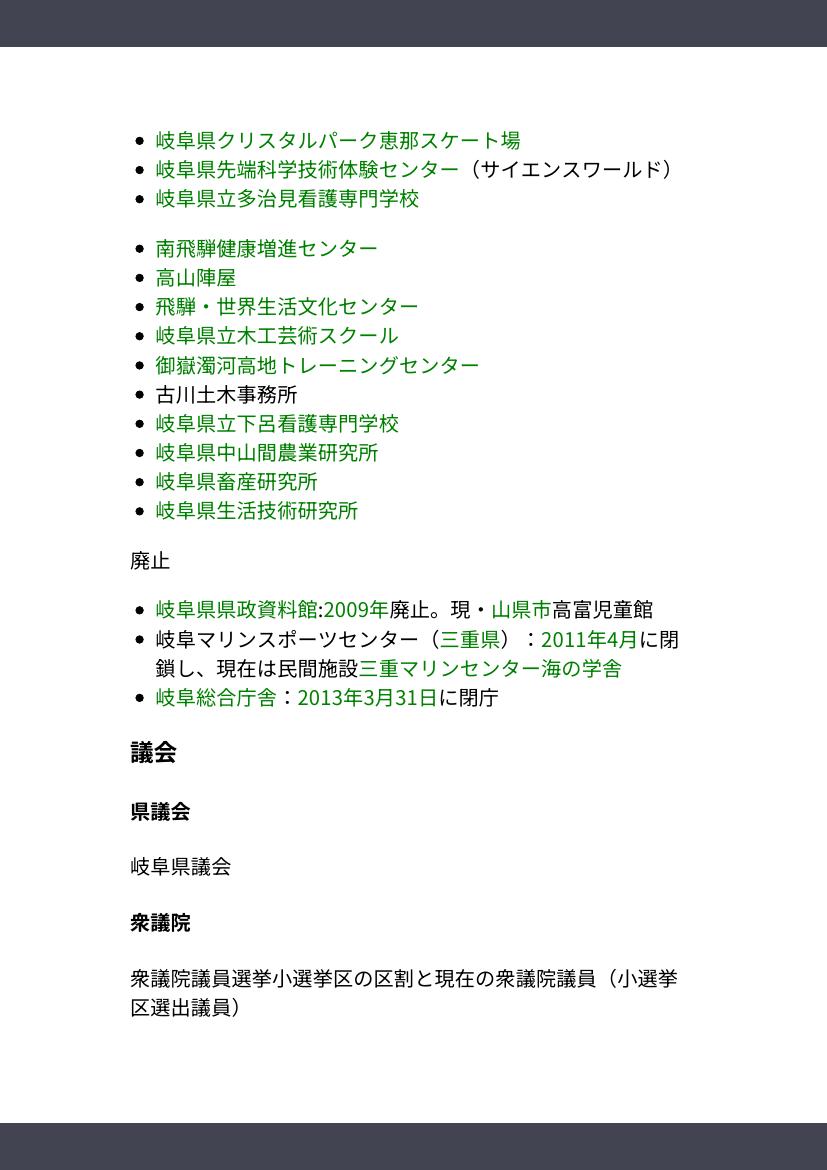 岐阜県クリスタルパーク恵那スケート場
岐阜県先端科学技術体験センター（サイエンスワールド）
岐阜県立多治見看護専門学校
南飛騨健康増進センター
高山陣屋
飛騨・世界生活文化センター
岐阜県立木工芸術スクール
御嶽濁河高地トレーニングセンター
古川土木事務所
岐阜県立下呂看護専門学校
岐阜県中山間農業研究所
岐阜県畜産研究所
岐阜県生活技術研究所
廃止
岐阜県県政資料館:2009年廃止。現・山県市高富児童館
岐阜マリンスポーツセンター（三重県）：2011年4月に閉
鎖し、現在は民間施設三重マリンセンター海の学舎
岐阜総合庁舎：2013年3月31日に閉庁
議会
県議会
岐阜県議会
衆議院
衆議院議員選挙小選挙区の区割と現在の衆議院議員（小選挙
区選出議員）